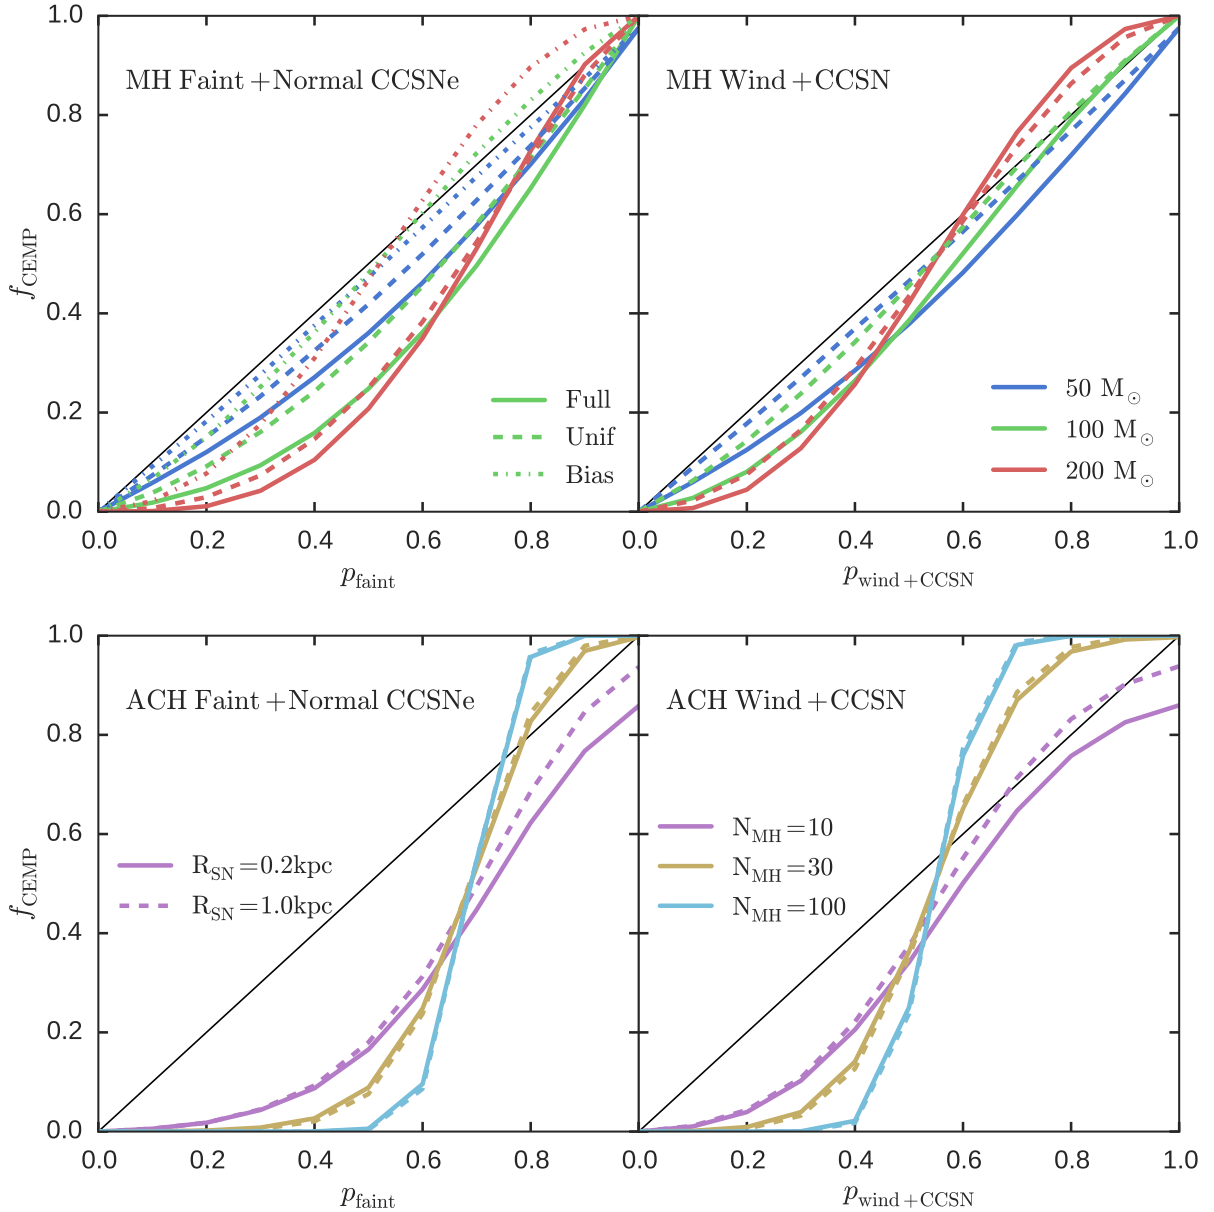 1.0
0.8
0.6
0.4
0.2
0.0
f_CEMP
MH Faint+Normal CCSNe
Full
Unif
Bias
0.0 0.2 0.4 0.6 0.8 0.0
p_faint
MH Wind+CCSN
50 M_⊙
100 M_⊙
200 M_⊙
0.2 0.4 0.6 0.8 1.0
p_wind+CCSN
1.0
0.8
0.6
0.4
0.2
0.0
f_CEMP
ACH Faint+Normal CCSNe
R_SN=0.2kpc
R_SN=1.0kpc
0.0 0.2 0.4 0.6 0.8 0.0
p_faint
ACH Wind+CCSN
N_MH=10
N_MH=30
N_MH=100
0.2 0.4 0.6 0.8 1.0
p_wind+CCSN